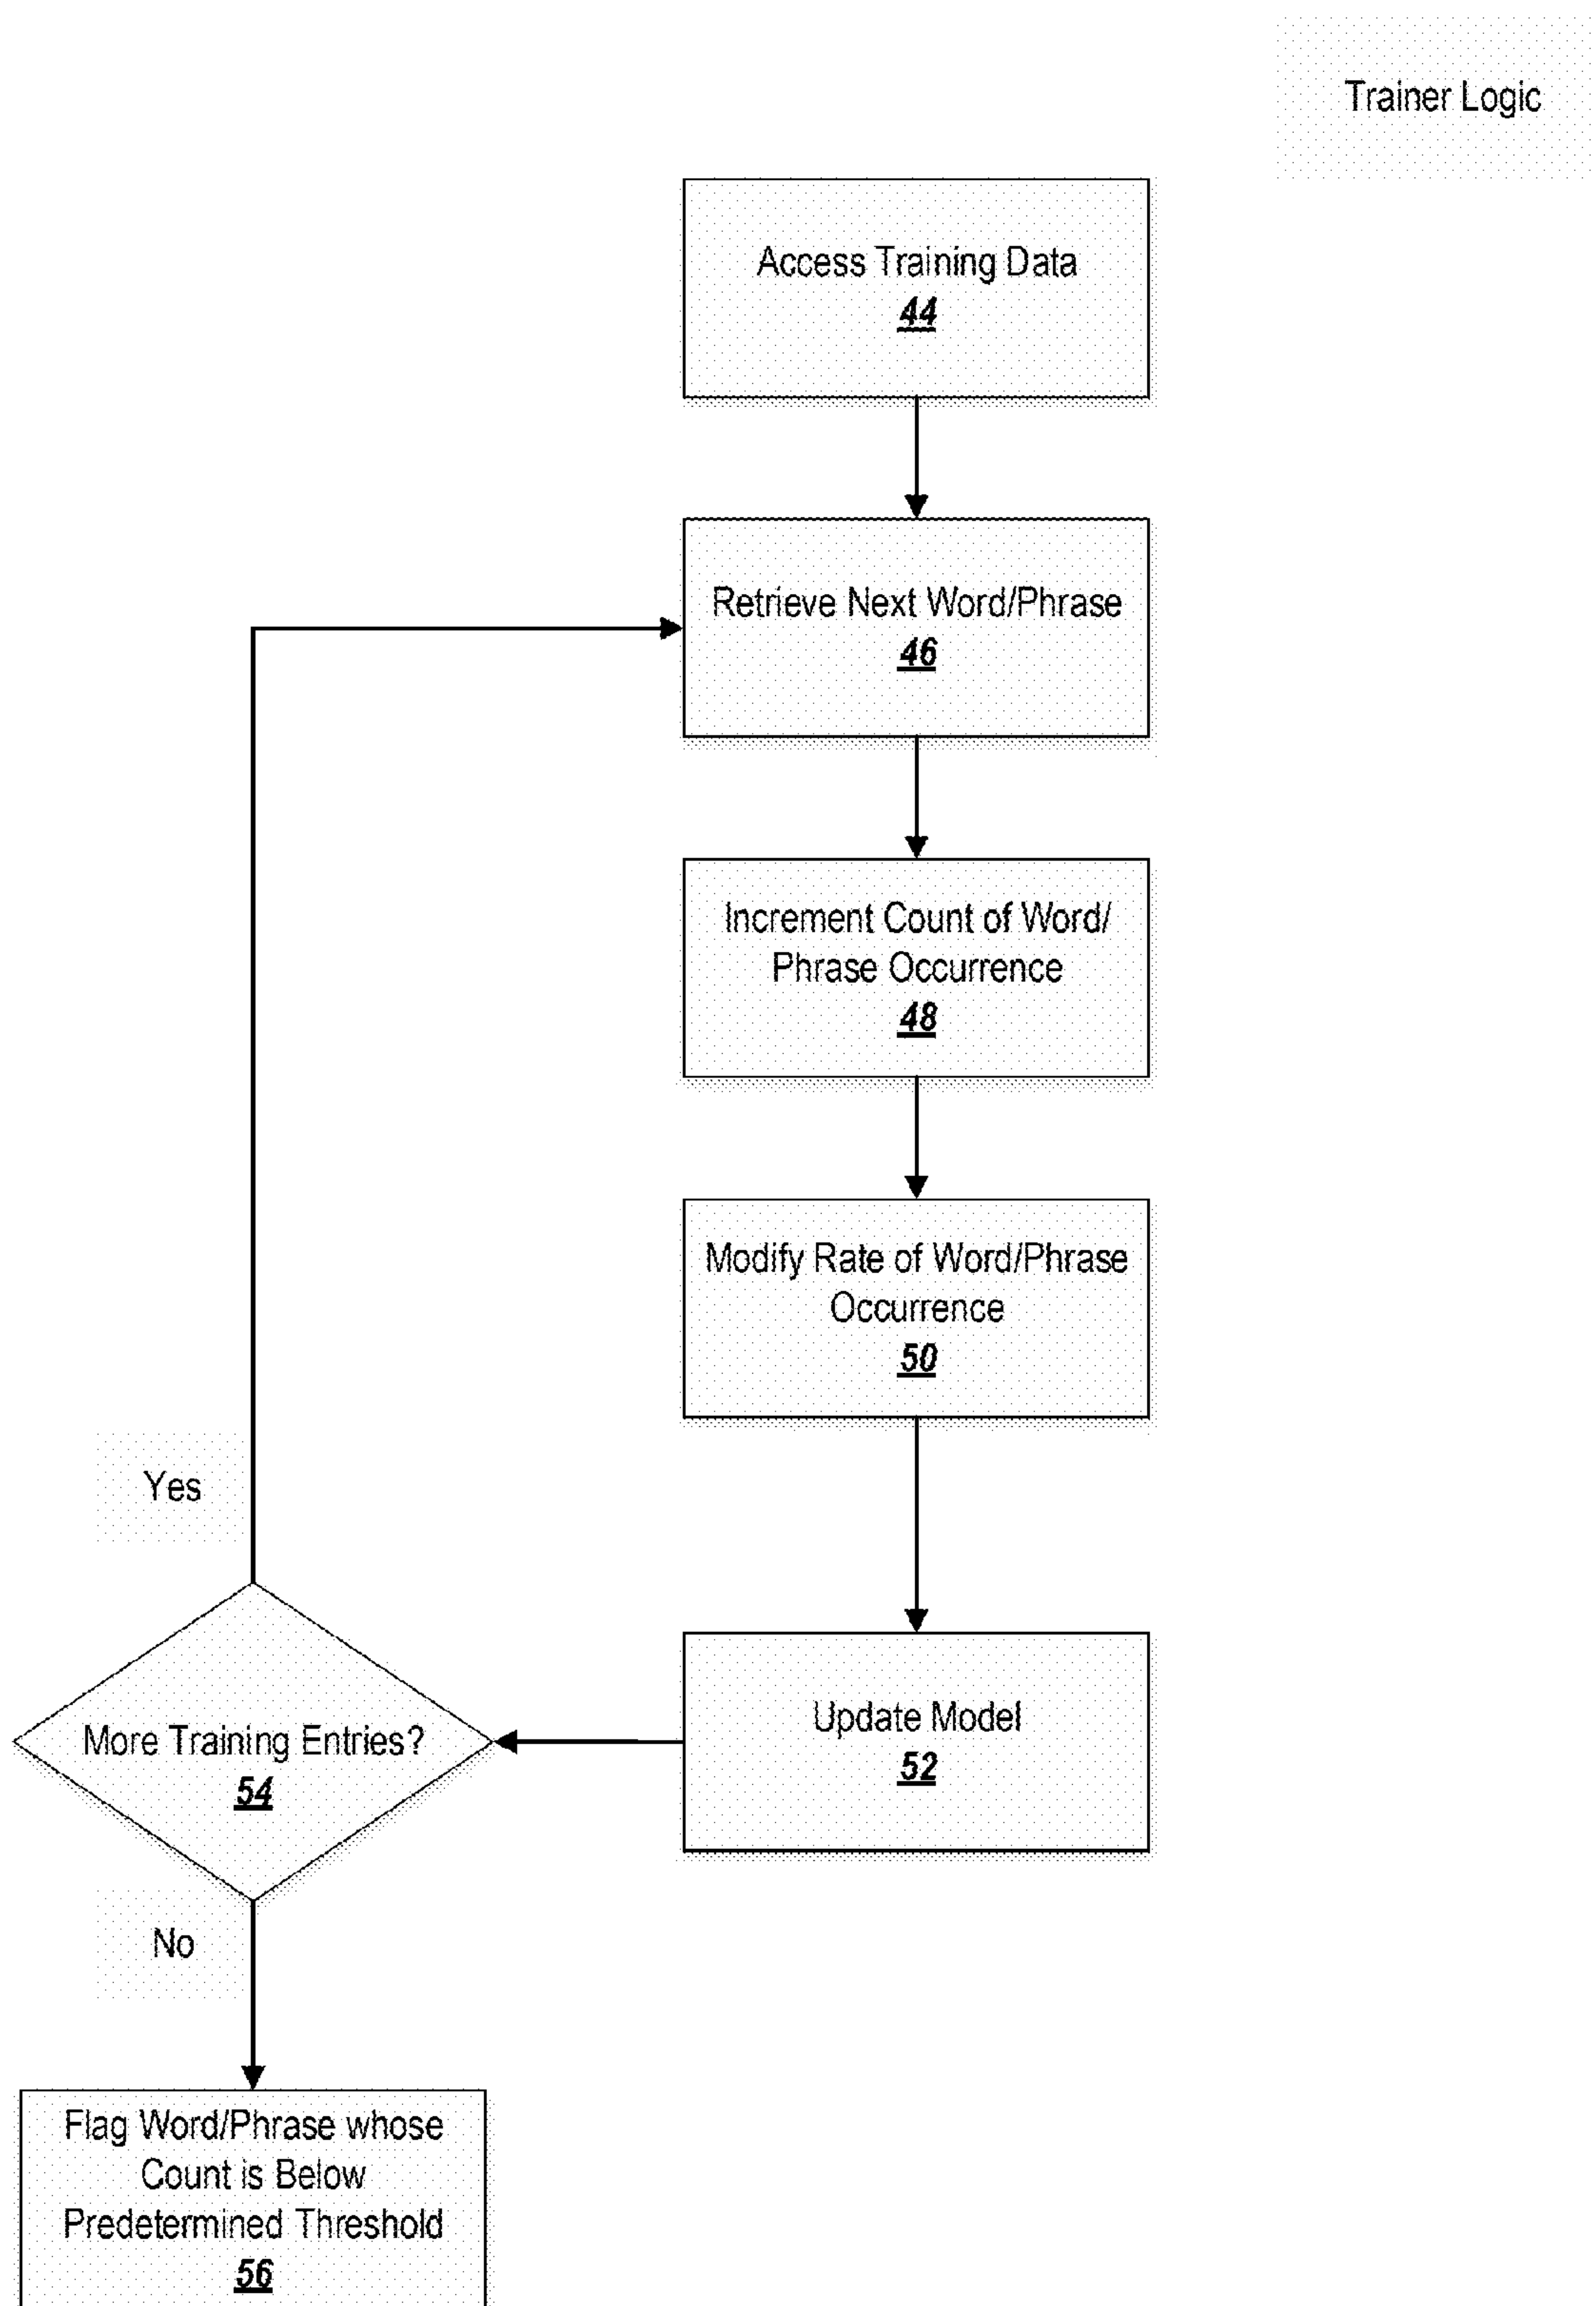 Trainer Logic
Access Training Data
44
Retrieve Next Word/Phrase
46
Increment Count of Word/
Phrase Occurrence
48
Modify Rate of Word/Phrase
Occurrence
50
Yes
Update Model
52
More Training Entries?
54
No
Flag Word/Phrase whose
Count is Below
Predetermined Threshold
56